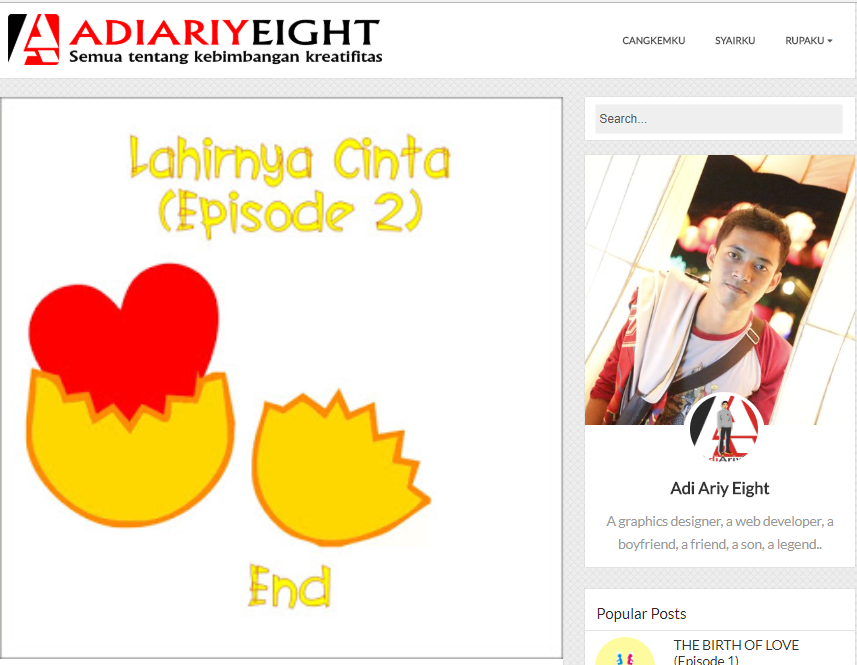 ADIARIYEIGHT
Semua tentang kebimbangan kreatifitas
CANGKEMKU
SYAIRKU
RUPAKU
Lahirnya Cinta
(Episode 2)
End
Search...
Adi Ariy Eight
A graphics designer, a web developer, a
boyfriend, a friend, a son, a legend..
Popular Posts
THE BIRTH OF LOVE
(Episode 1)